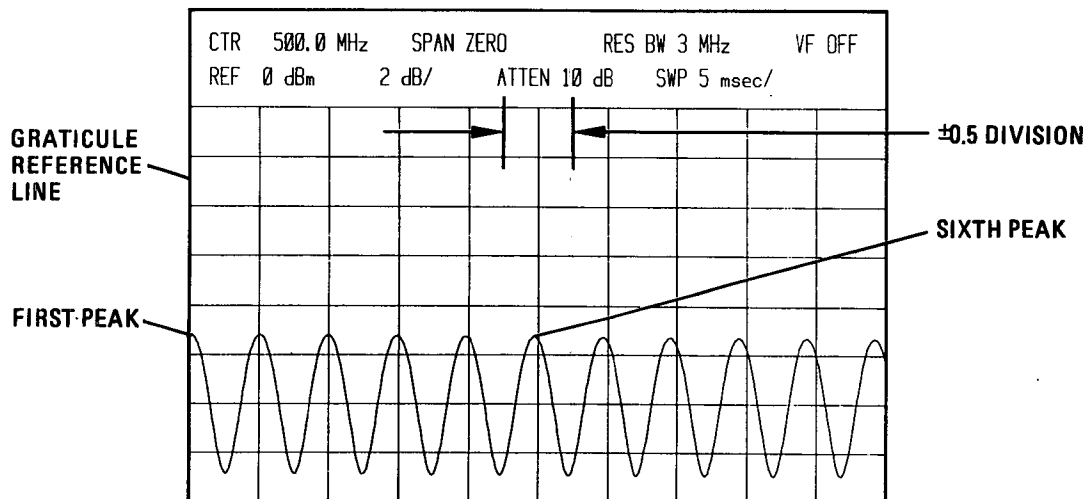 CTR 500.0 MHz SPAN ZERO RES BW 3 MHz VF OFF
REF 0 dBm 2 dB/ ATTEN 10 dB SWP 5 msec/
GRATICULE
REFERENCE
LINE
±0.5 DIVISION
SIXTH PEAK
FIRST PEAK